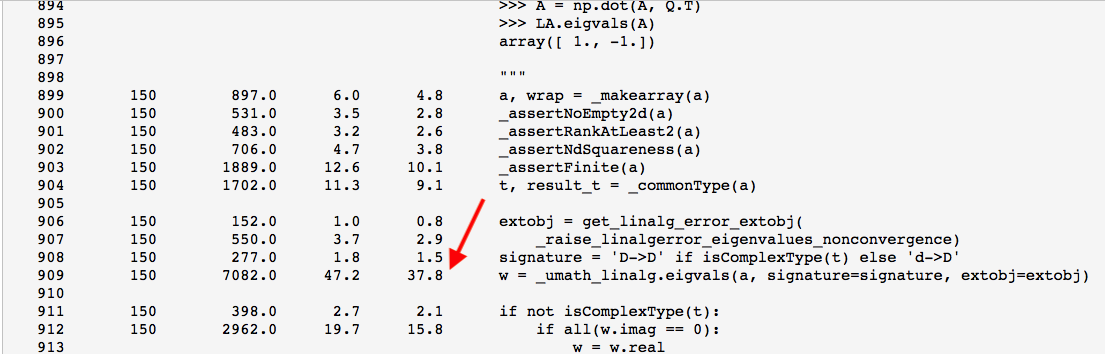 894 >>> A = np.dot(A, Q.T)
895 >>> LA.eigvals(A)
896 array([ 1., -1.])
897
898 """
899 150 897.0 6.0 4.8 a, wrap = _makearray(a)
900 150 531.0 3.5 2.8 _assertNoEmpty2d(a)
901 150 483.0 3.2 2.6 _assertRankAtLeast2(a)
902 150 706.0 4.7 3.8 _assertNdSquareness(a)
903 150 1889.0 12.6 10.1 _assertFinite(a)
904 150 1702.0 11.3 9.1 t, result_t = _commonType(a)
905
906 150 152.0 1.0 0.8 extobj = get_linalg_error_extobj(
907 150 550.0 3.7 2.9 _raise_linalgerror_eigenvalues_nonconvergence)
908 150 277.0 1.8 1.5 signature = 'D->D' if isComplexType(t) else 'd->D'
909 150 7082.0 47.2 37.8 w = _umath_linalg.eigvals(a, signature=signature, extobj=extobj)
910
911 150 398.0 2.7 2.1 if not isComplexType(t):
912 150 2962.0 19.7 15.8 if all(w.imag == 0):
913 w = w.real